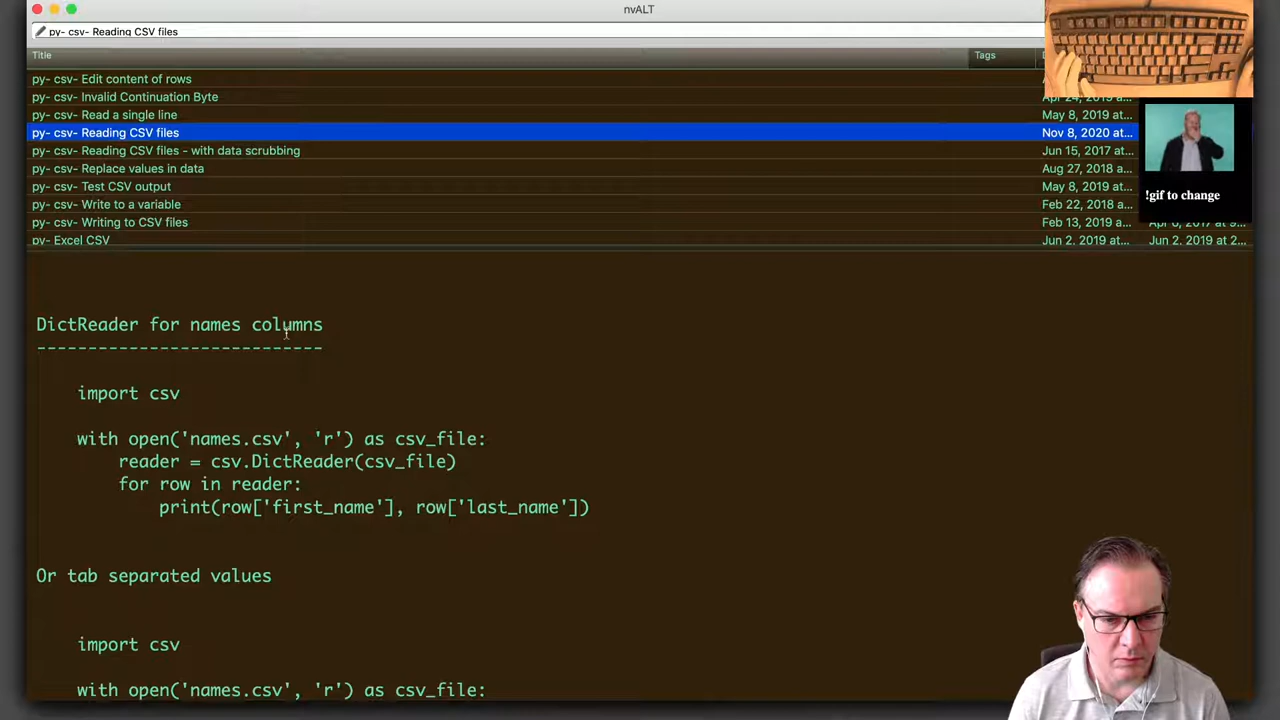 nvALT
py- csv- Reading CSV files
Title
Tags
py- csv- Edit content of rows
py- csv- Invalid Continuation Byte
Apr 24, 2019 a...
py- csv- Read a single line
May 8, 2019 at...
py- csv- Reading CSV files
Nov 8, 2020 at...
py- csv- Reading CSV files - with data scrubbing
Jun 15, 2017 at...
py- csv- Replace values in data
Aug 27, 2018 at...
py- csv- Test CSV output
May 8, 2019 at...
py- csv- Write to a variable
Feb 22, 2018 at...
py- csv- Writing to CSV files
Feb 13, 2019 at...
py- Excel CSV
Jun 2, 2019 at...
Jun 2, 2019 at 2...
!gif to change
DictReader for names columns
----------------------------
import csv
with open('names.csv', 'r') as csv_file:
reader = csv.DictReader(csv_file)
for row in reader:
print(row['first_name'], row['last_name'])
Or tab separated values
import csv
with open('names.csv', 'r') as csv_file: